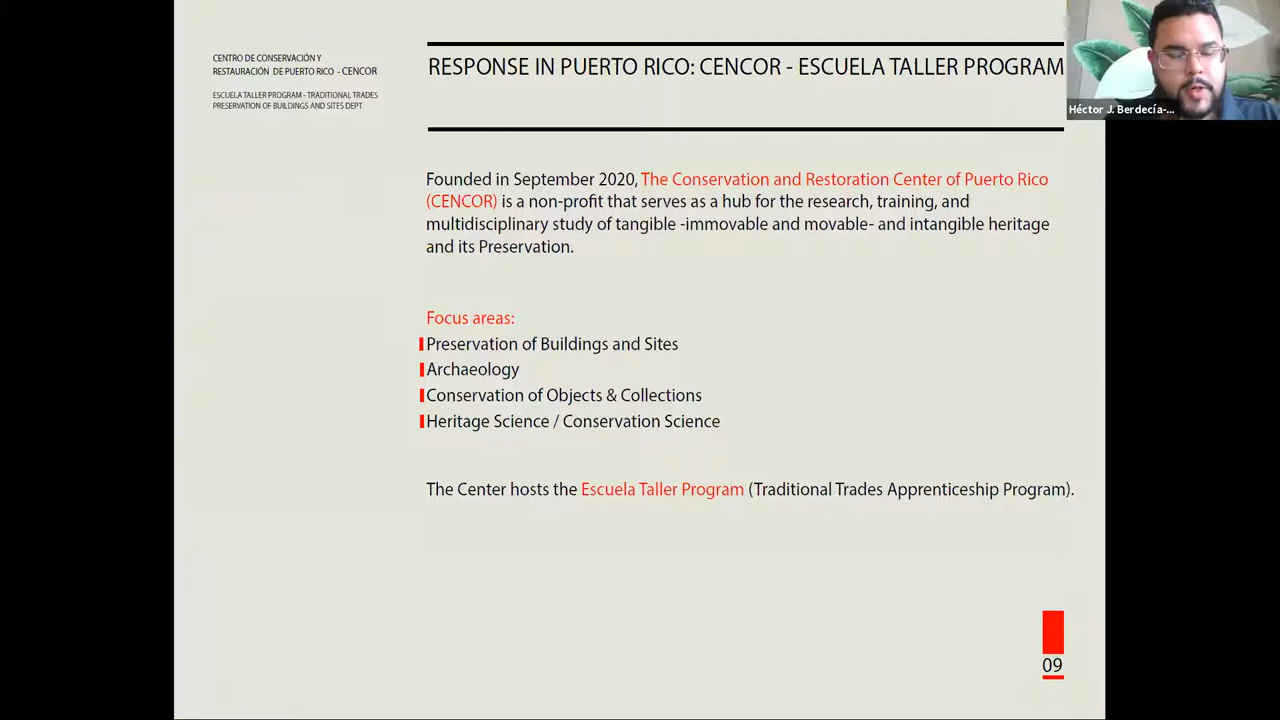 CENTRO DE CONSERVACIÓN Y
RESTAURACIÓN DE PUERTO RICO - CENCOR
ESCUELA TALLER PROGRAM - TRADITIONAL TRADES
PRESERVATION OF BUILDINGS AND SITES DEPT.
RESPONSE IN PUERTO RICO: CENCOR - ESCUELA TALLER PROGRAM
Héctor J. Berdecía-...
Founded in September 2020, The Conservation and Restoration Center of Puerto Rico
(CENCOR) is a non-profit that serves as a hub for the research, training, and
multidisciplinary study of tangible -immovable and movable- and intangible heritage
and its Preservation.
Focus areas:
Preservation of Buildings and Sites
Archaeology
Conservation of Objects & Collections
Heritage Science / Conservation Science
The Center hosts the Escuela Taller Program (Traditional Trades Apprenticeship Program).
09